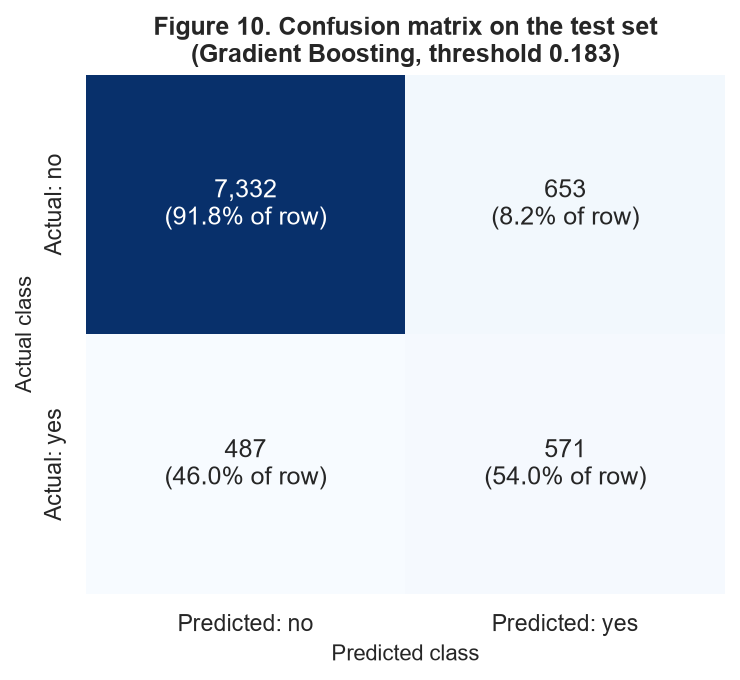 Figure 10. Confusion matrix on the test set
(Gradient Boosting, threshold 0.183)
Actual class
Actual: no
7,332
(91.8% of row)
653
(8.2% of row)
Actual: yes
487
(46.0% of row)
571
(54.0% of row)
Predicted: no
Predicted: yes
Predicted class